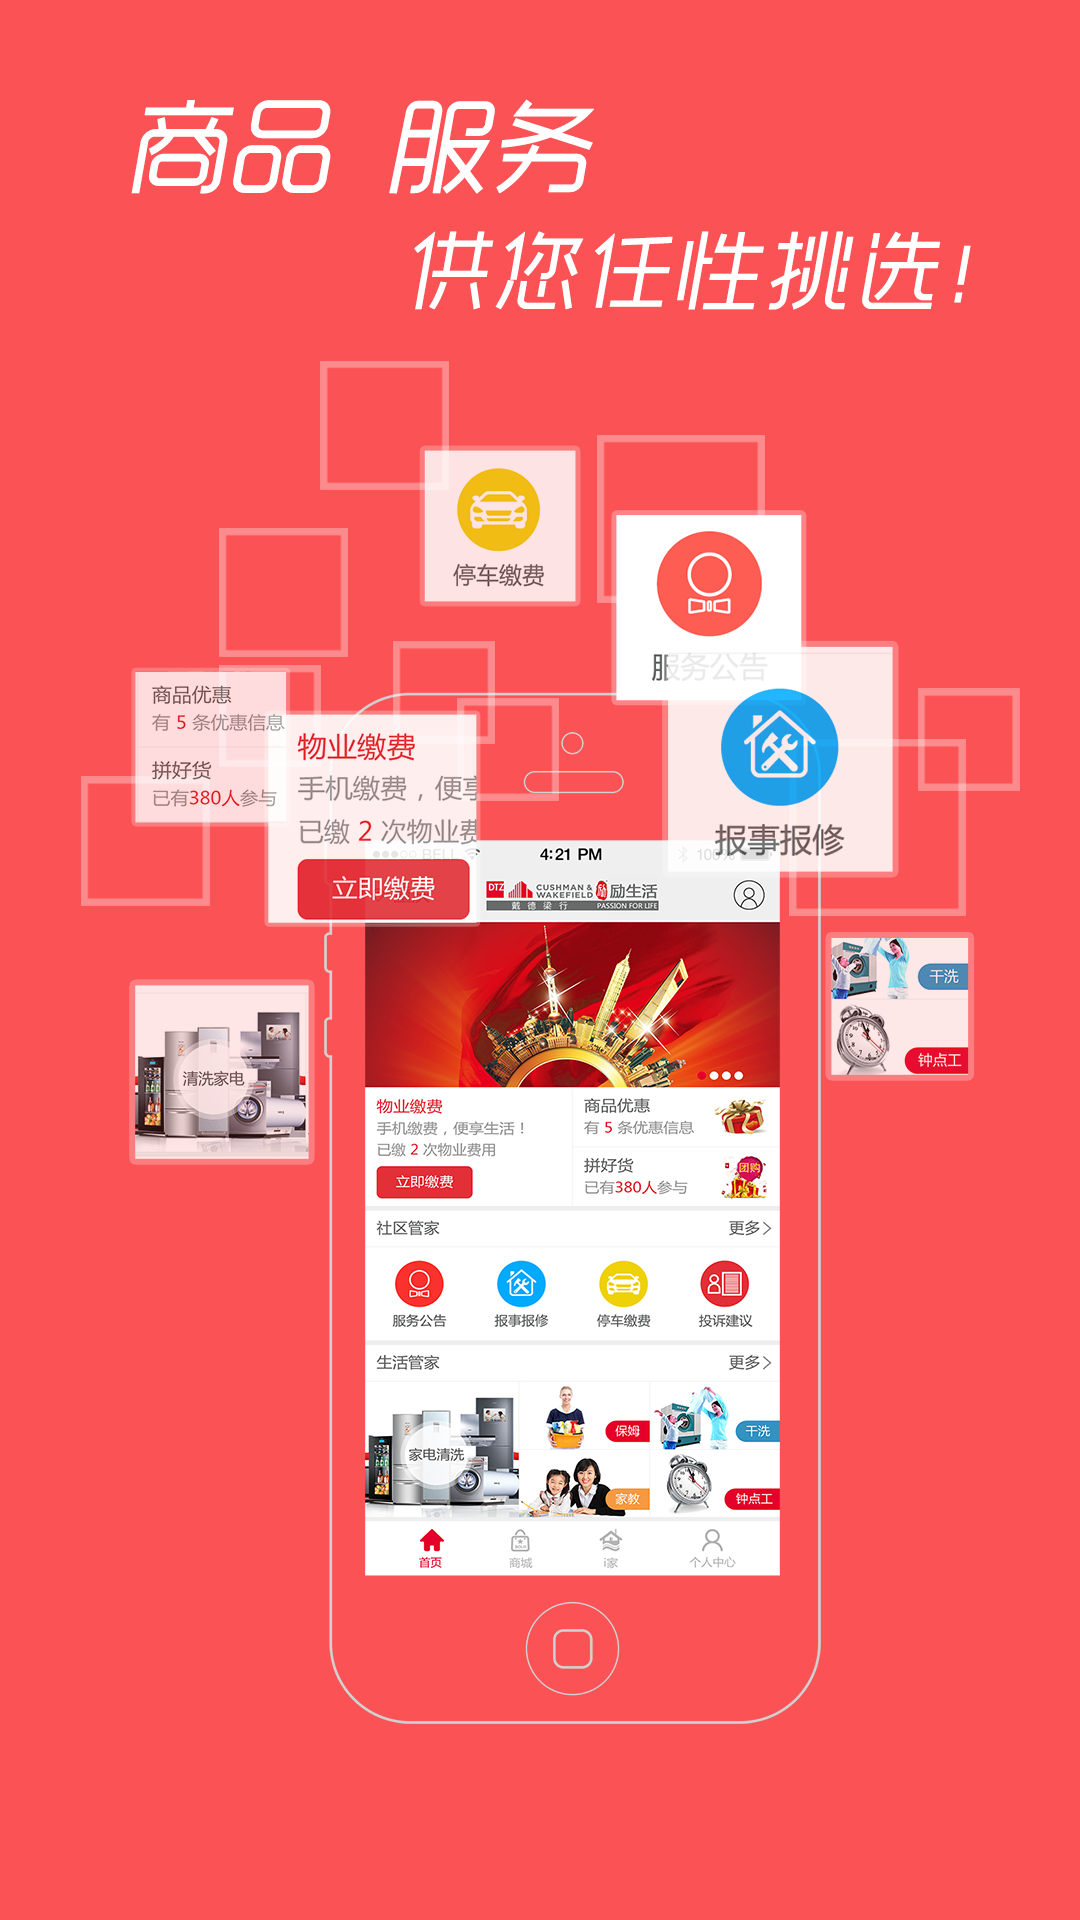 商品 服务
供您任性挑选!
停车缴费
服务公告
商品优惠
有 5 条优惠信息
拼好货
已有380人参与
物业缴费
手机缴费，便享
已缴 2 次物业费
立即缴费
报事报修
BELL
4:21 PM
100%
DTZ
CUSHMAN &
WAKEFIELD
戴德梁行
励生活
PASSION FOR LIFE
干洗
钟点工
清洗家电
物业缴费
手机缴费，便享生活！
已缴 2 次物业费用
立即缴费
商品优惠
有 5 条优惠信息
拼好货
已有380人参与
团购
社区管家
更多
服务公告
报事报修
停车缴费
投诉建议
生活管家
更多
家电清洗
保姆
干洗
家教
钟点工
首页
商城
i家
个人中心